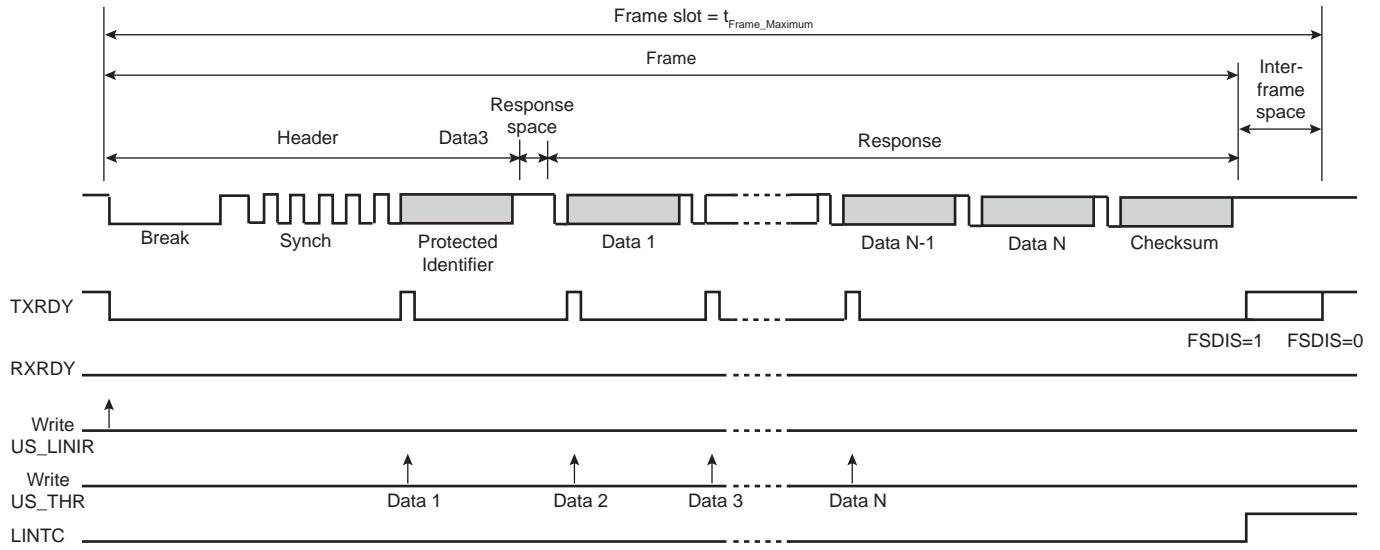 Frame slot = tFrame_Maximum
Frame
Inter-
frame
space
Response
space
Header
Data3
Response
Break
Synch
Protected
Identifier
Data 1
Data N-1
Data N
Checksum
TXRDY
FSDIS=1
FSDIS=0
RXRDY
Write
US_LINIR
Write
US_THR
Data 1
Data 2
Data 3
Data N
LINTC